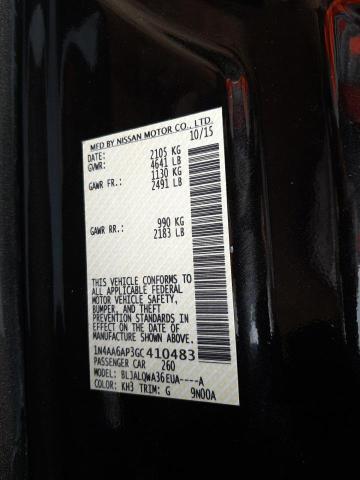 MFD BY NISSAN MOTOR CO., LTD.
10/15
DATE: 2105 KG
GVWR: 4641 LB
1130 KG
GAWR FR.: 2491 LB
990 KG
GAWR RR.: 2183 LB
THIS VEHICLE CONFORMS TO
ALL APPLICABLE FEDERAL
MOTOR VEHICLE SAFETY,
BUMPER, AND THEFT
PREVENTION STANDARDS IN
EFFECT ON THE DATE OF
MANUFACTURE SHOWN ABOVE.
1N4AA6AP3GC410483
PASSENGER CAR 260
MODEL: BLJALQWA36EUA----A
COLOR: KH3 TRIM: G 9N00A